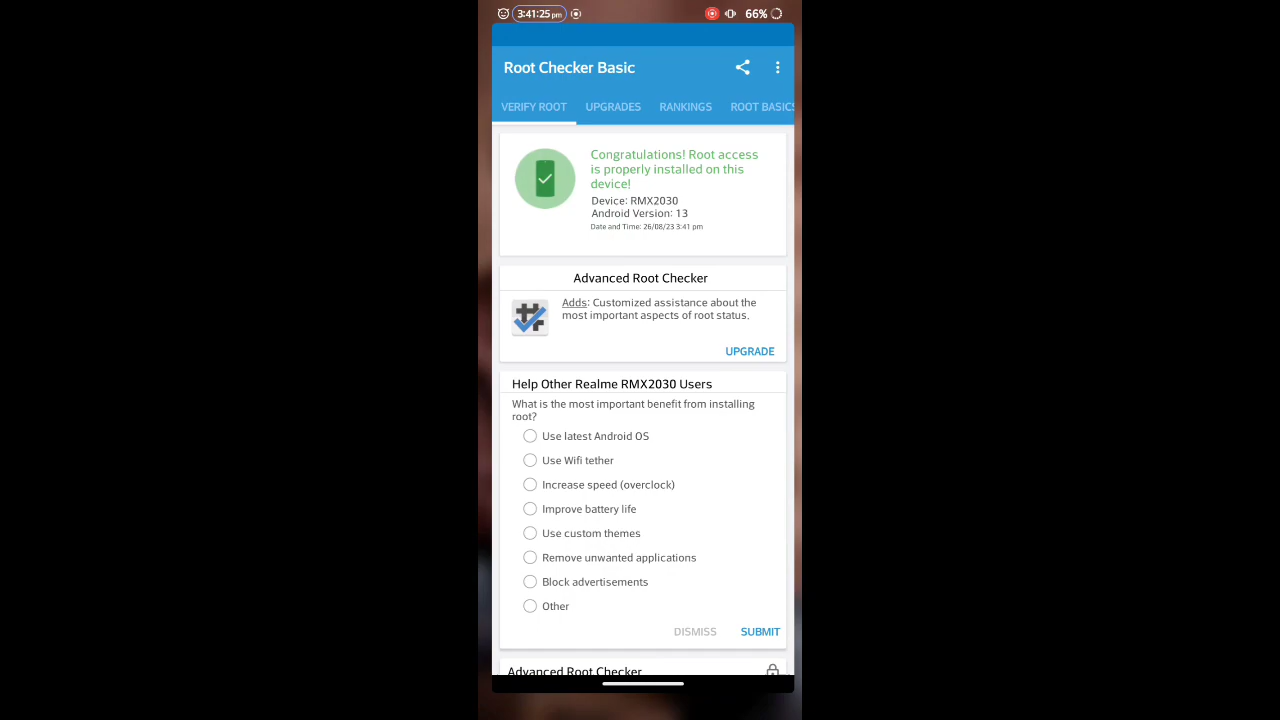 3:41:25 pm
66%
Root Checker Basic
VERIFY ROOT UPGRADES RANKINGS ROOT BASICS
Congratulations! Root access
is properly installed on this
device!
Device: RMX2030
Android Version: 13
Date and Time: 26/08/23 3:41 pm
Advanced Root Checker
Adds: Customized assistance about the
most important aspects of root status.
UPGRADE
Help Other Realme RMX2030 Users
What is the most important benefit from installing
root?
Use latest Android OS
Use Wifi tether
Increase speed (overclock)
Improve battery life
Use custom themes
Remove unwanted applications
Block advertisements
Other
DISMISS SUBMIT
Advanced Root Checker